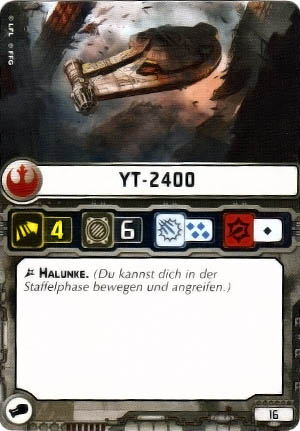 © LFL © FFG
YT-2400
4
6
HALUNKE. (Du kannst dich in der
Staffelphase bewegen und angreifen.)
16